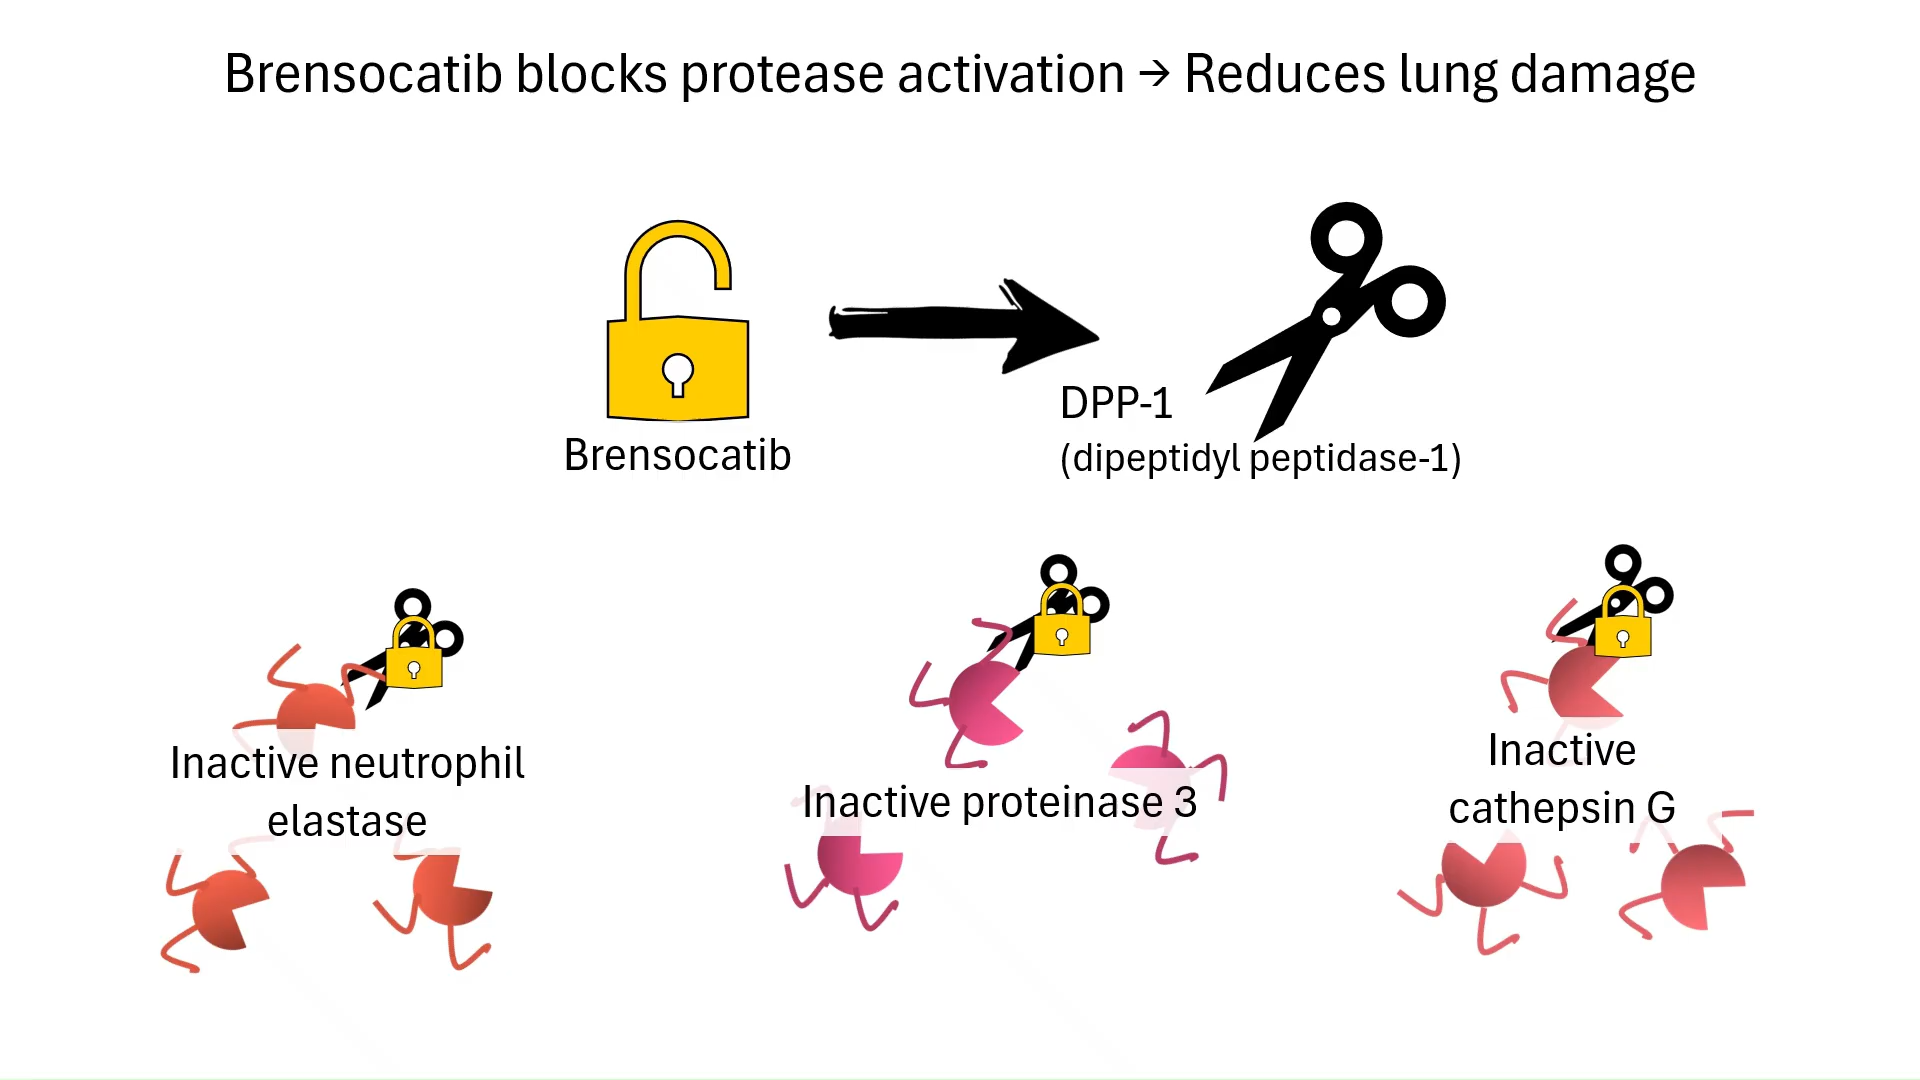 Brensocatib blocks protease activation → Reduces lung damage
Brensocatib
DPP-1
(dipeptidyl peptidase-1)
Inactive neutrophil
elastase
Inactive proteinase 3
Inactive
cathepsin G